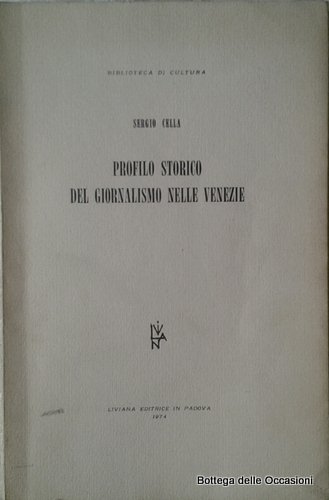 BIBLIOTECA DI CULTURA
SERGIO CELLA
PROFILO STORICO
DEL GIORNALISMO NELLE VENEZIE
LIVIANA EDITRICE IN PADOVA
1974
Bottega delle Occasioni